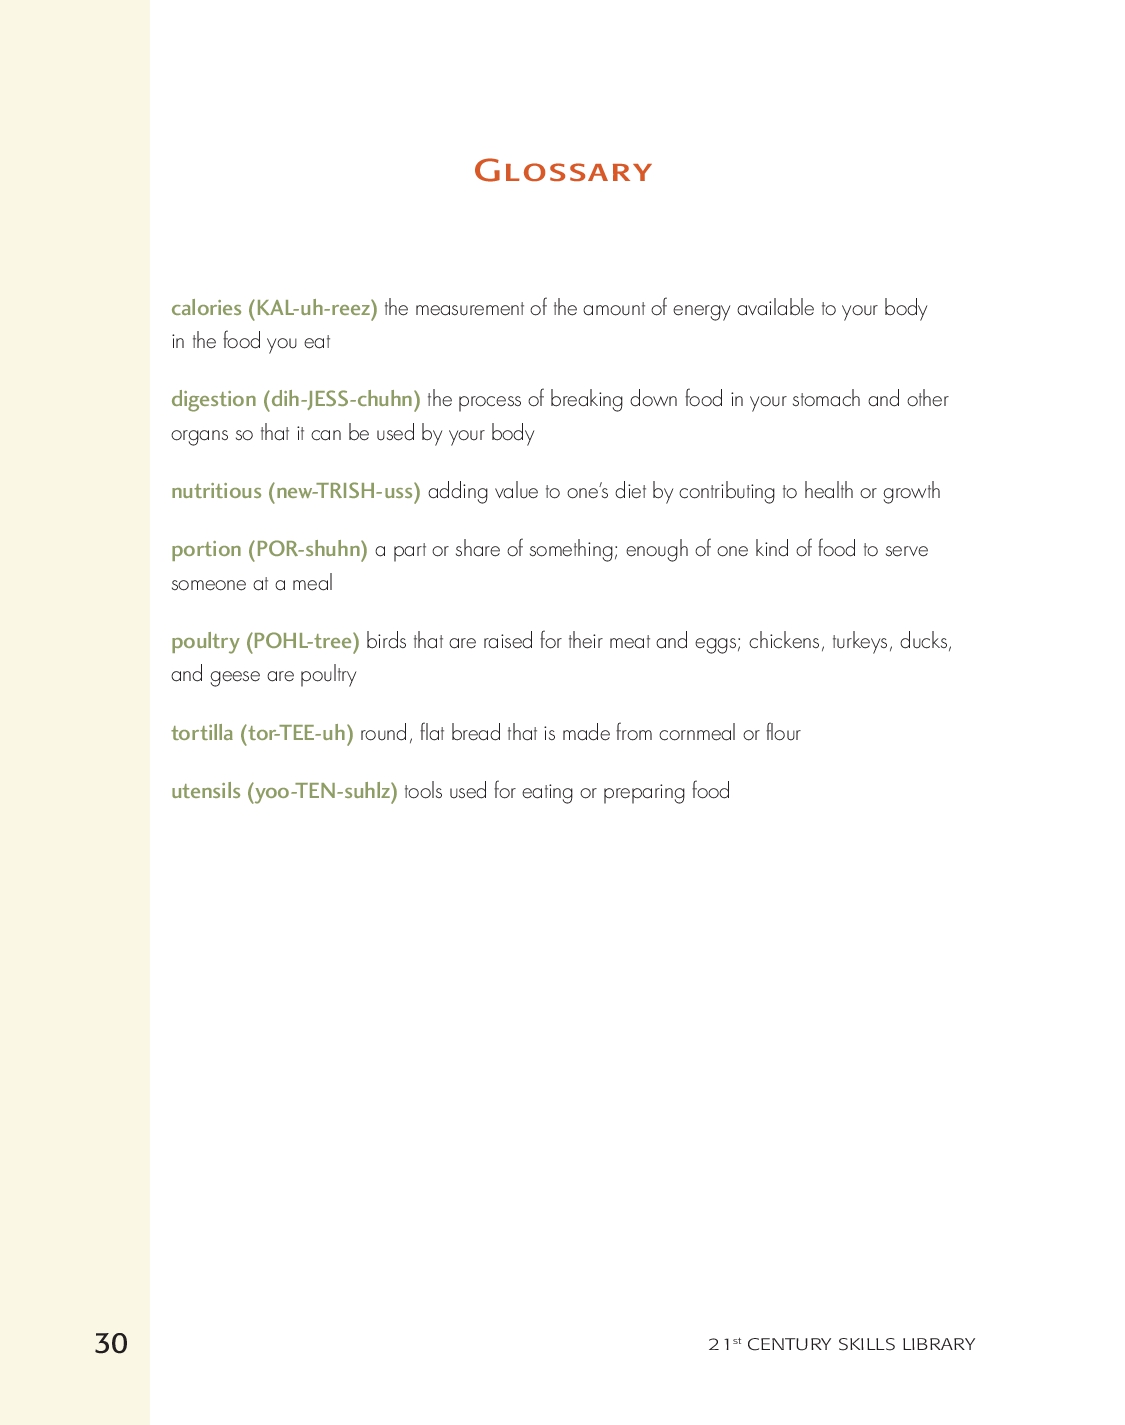 Glossary
calories (KAL-uh-reez) the measurement of the amount of energy available to your body
in the food you eat
digestion (dih-JESS-chuhn) the process of breaking down food in your stomach and other
organs so that it can be used by your body
nutritious (new-TRISH-uss) adding value to one's diet by contributing to health or growth
portion (POR-shuhn) a part or share of something; enough of one kind of food to serve
someone at a meal
poultry (POHL-tree) birds that are raised for their meat and eggs; chickens, turkeys, ducks,
and geese are poultry
tortilla (tor-TEE-uh) round, flat bread that is made from cornmeal or flour
utensils (yoo-TEN-suhlz) tools used for eating or preparing food
30
21st CENTURY SKILLS LIBRARY